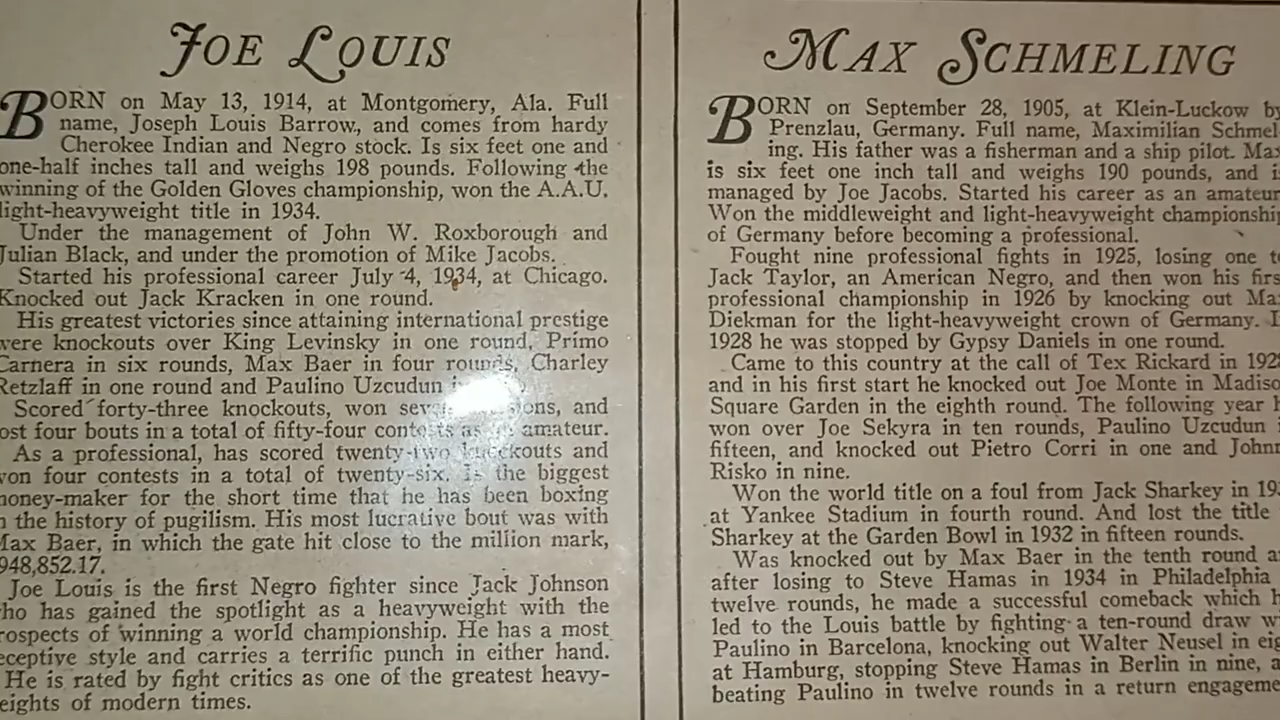 JOE LOUIS
BORN on May 13, 1914, at Montgomery, Ala. Full
name, Joseph Louis Barrow, and comes from hardy
Cherokee Indian and Negro stock. Is six feet one and
one-half inches tall and weighs 198 pounds. Following the
winning of the Golden Gloves championship, won the A.A.U.
light-heavyweight title in 1934.
Under the management of John W. Roxborough and
Julian Black, and under the promotion of Mike Jacobs.
Started his professional career July 4, 1934, at Chicago.
Knocked out Jack Kracken in one round.
His greatest victories since attaining international prestige
were knockouts over King Levinsky in one round, Primo
Carnera in six rounds, Max Baer in four rounds, Charley
Retzlaff in one round and Paulino Uzcudun
Scored forty-three knockouts, won and
ost four bouts in a total of fifty-four contests as an amateur.
As a professional, has scored twenty-two knockouts and
won four contests in a total of twenty-six. Is the biggest
money-maker for the short time that he has been boxing
n the history of pugilism. His most lucrative bout was with
Max Baer, in which the gate hit close to the million mark,
948,852.17.
Joe Louis is the first Negro fighter since Jack Johnson
ho has gained the spotlight as a heavyweight with the
rospects of winning a world championship. He has a most
eceptive style and carries a terrific punch in either hand.
He is rated by fight critics as one of the greatest heavy-
eights of modern times.
MAX SCHMELING
BORN on September 28, 1905, at Klein-Luckow by
Prenzlau, Germany. Full name, Maximilian Schmel
ing. His father was a fisherman and a ship pilot. Max
is six feet one inch tall and weighs 190 pounds, and is
managed by Joe Jacobs. Started his career as an amateur
Won the middleweight and light-heavyweight championship
of Germany before becoming a professional.
Fought nine professional fights in 1925, losing one to
Jack Taylor, an American Negro, and then won his firs
professional championship in 1926 by knocking out Max
Diekman for the light-heavyweight crown of Germany. I
1928 he was stopped by Gypsy Daniels in one round.
Came to this country at the call of Tex Rickard in 1928
and in his first start he knocked out Joe Monte in Madiso
Square Garden in the eighth round. The following year h
won over Joe Sekyra in ten rounds, Paulino Uzcudun i
fifteen, and knocked out Pietro Corri in one and Johnn
Risko in nine.
Won the world title on a foul from Jack Sharkey in 193
at Yankee Stadium in fourth round. And lost the title
Sharkey at the Garden Bowl in 1932 in fifteen rounds.
Was knocked out by Max Baer in the tenth round a
after losing to Steve Hamas in 1934 in Philadelphia
twelve rounds, he made a successful comeback which h
led to the Louis battle by fighting a ten-round draw w
Paulino in Barcelona, knocking out Walter Neusel in eig
at Hamburg, stopping Steve Hamas in Berlin in nine, a
beating Paulino in twelve rounds in a return engageme